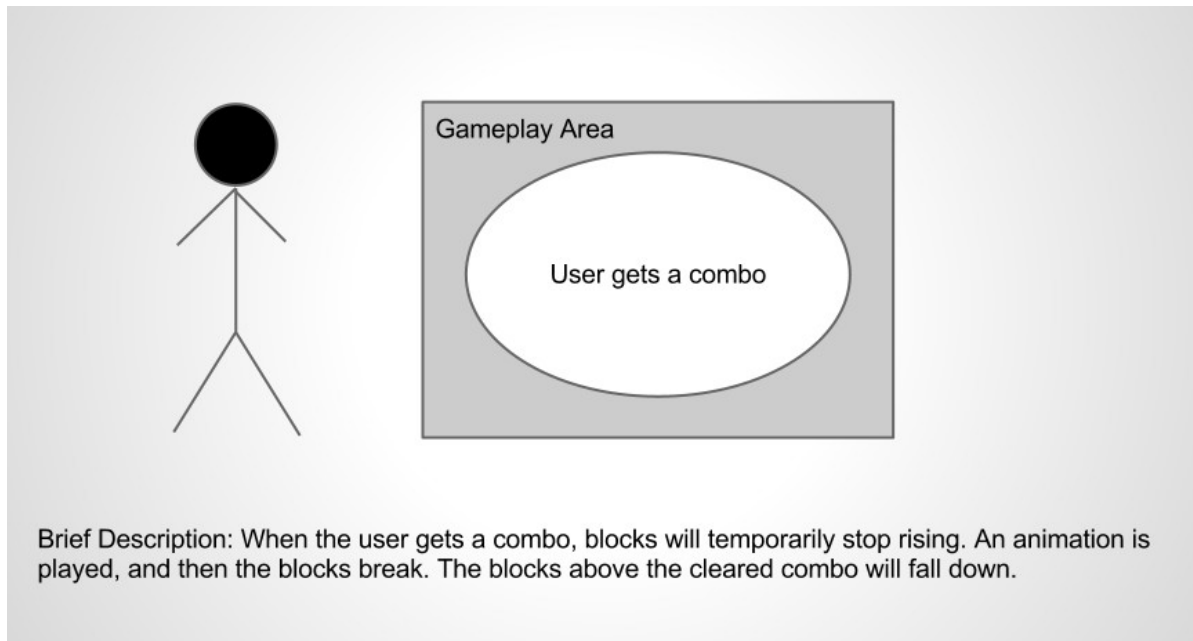 Gameplay Area
User gets a combo
Brief Description: When the user gets a combo, blocks will temporarily stop rising. An animation is
played, and then the blocks break. The blocks above the cleared combo will fall down.